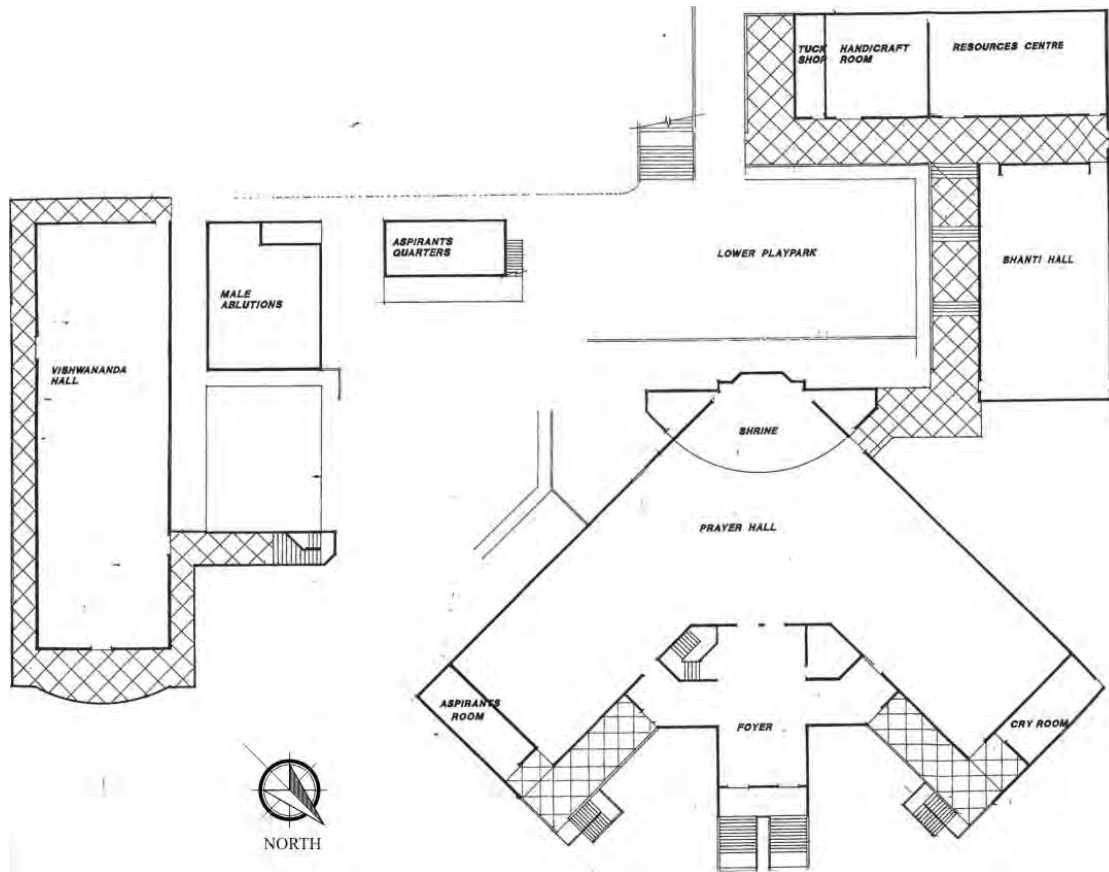 TUCK
SHOP
HANDICRAFT
ROOM
RESOURCES CENTRE
ASPIRANTS
QUARTERS
LOWER PLAYPARK
SHANTI HALL
MALE
ABLUTIONS
VISHWANANDA
HALL
SHRINE
PRAYER HALL
ASPIRANTS
ROOM
FOYER
CRY ROOM
NORTH